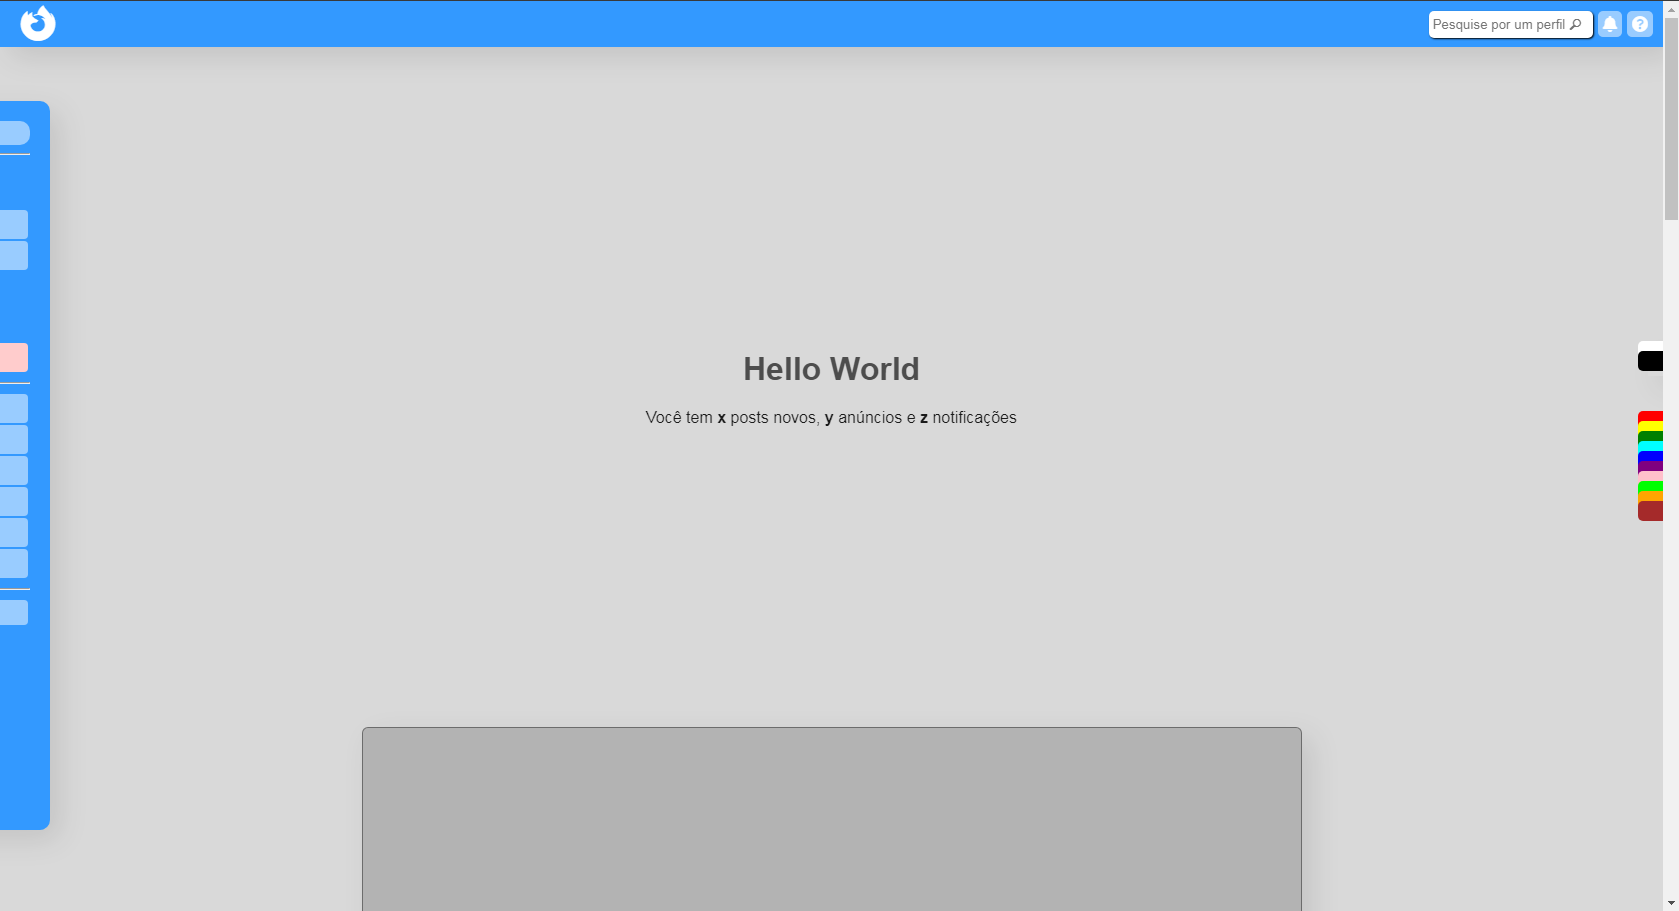 Pesquise por um perfil
Hello World
Você tem x posts novos, y anúncios e z notificações